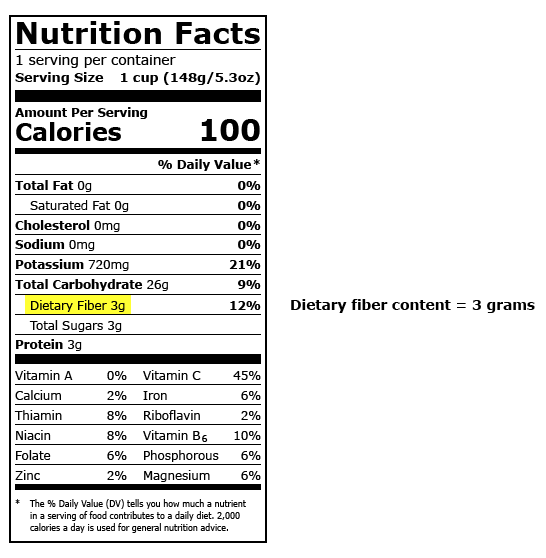 Nutrition Facts
1 serving per container
Serving Size 1 cup (148g/5.3oz)
Amount Per Serving
Calories 100
% Daily Value*
Total Fat 0g 0%
Saturated Fat 0g 0%
Cholesterol 0mg 0%
Sodium 0mg 0%
Potassium 720mg 21%
Total Carbohydrate 26g 9%
Dietary Fiber 3g 12% Dietary fiber content = 3 grams
Total Sugars 3g
Protein 3g
Vitamin A 0% Vitamin C 45%
Calcium 2% Iron 6%
Thiamin 8% Riboflavin 2%
Niacin 8% Vitamin B6 10%
Folate 6% Phosphorous 6%
Zinc 2% Magnesium 6%
* The % Daily Value (DV) tells you how much a nutrient
in a serving of food contributes to a daily diet. 2,000
calories a day is used for general nutrition advice.